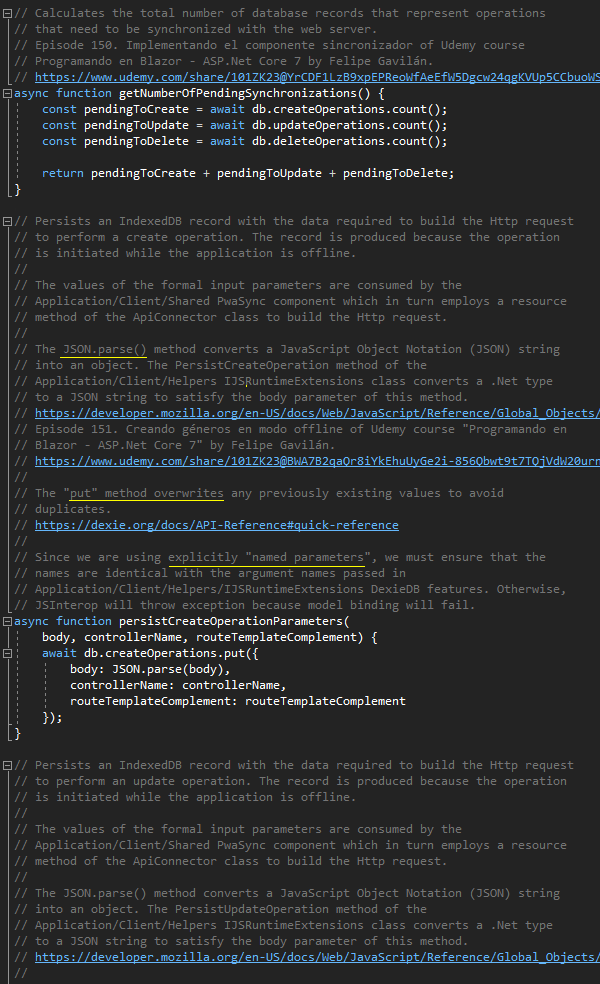 // Calculates the total number of database records that represent operations
// that need to be synchronized with the web server.
// Episode 150. Implementando el componente sincronizador of Udemy course
// Programando en Blazor - ASP.Net Core 7 by Felipe Gavilán.
// https://www.udemy.com/share/101ZK23@YrCDF1LzB9xpEPReoWfAeEfW5Dgcw24qgKVUp5CCbuoWS
async function getNumberOfPendingSynchronizations() {
const pendingToCreate = await db.createOperations.count();
const pendingToUpdate = await db.updateOperations.count();
const pendingToDelete = await db.deleteOperations.count();
return pendingToCreate + pendingToUpdate + pendingToDelete;
}
// Persists an IndexedDB record with the data required to build the Http request
// to perform a create operation. The record is produced because the operation
// is initiated while the application is offline.
//
// The values of the formal input parameters are consumed by the
// Application/Client/Shared PwaSync component which in turn employs a resource
// method of the ApiConnector class to build the Http request.
//
// The JSON.parse() method converts a JavaScript Object Notation (JSON) string
// into an object. The PersistCreateOperation method of the
// Application/Client/Helpers IJSRuntimeExtensions class converts a .Net type
// to a JSON string to satisfy the body parameter of this method.
// https://developer.mozilla.org/en-US/docs/Web/JavaScript/Reference/Global_Objects/
// Episode 151. Creando géneros en modo offline of Udemy course "Programando en
// Blazor - ASP.Net Core 7" by Felipe Gavilán.
// https://www.udemy.com/share/101ZK23@BWA7B2qaOr8iYkEhuUyGe2i-856Qbwt9t7TQjVdW20urn
//
// The "put" method overwrites any previously existing values to avoid
// duplicates.
// https://dexie.org/docs/API-Reference#quick-reference
//
// Since we are using explicitly "named parameters", we must ensure that the
// names are identical with the argument names passed in
// Application/Client/Helpers/IJSRuntimeExtensions DexieDB features. Otherwise,
// JSInterop will throw exception because model binding will fail.
async function persistCreateOperationParameters(
body, controllerName, routeTemplateComplement) {
await db.createOperations.put({
body: JSON.parse(body),
controllerName: controllerName,
routeTemplateComplement: routeTemplateComplement
});
}
// Persists an IndexedDB record with the data required to build the Http request
// to perform an update operation. The record is produced because the operation
// is initiated while the application is offline.
//
// The values of the formal input parameters are consumed by the
// Application/Client/Shared PwaSync component which in turn employs a resource
// method of the ApiConnector class to build the Http request.
//
// The JSON.parse() method converts a JavaScript Object Notation (JSON) string
// into an object. The PersistUpdateOperation method of the
// Application/Client/Helpers IJSRuntimeExtensions class converts a .Net type
// to a JSON string to satisfy the body parameter of this method.
// https://developer.mozilla.org/en-US/docs/Web/JavaScript/Reference/Global_Objects/
//